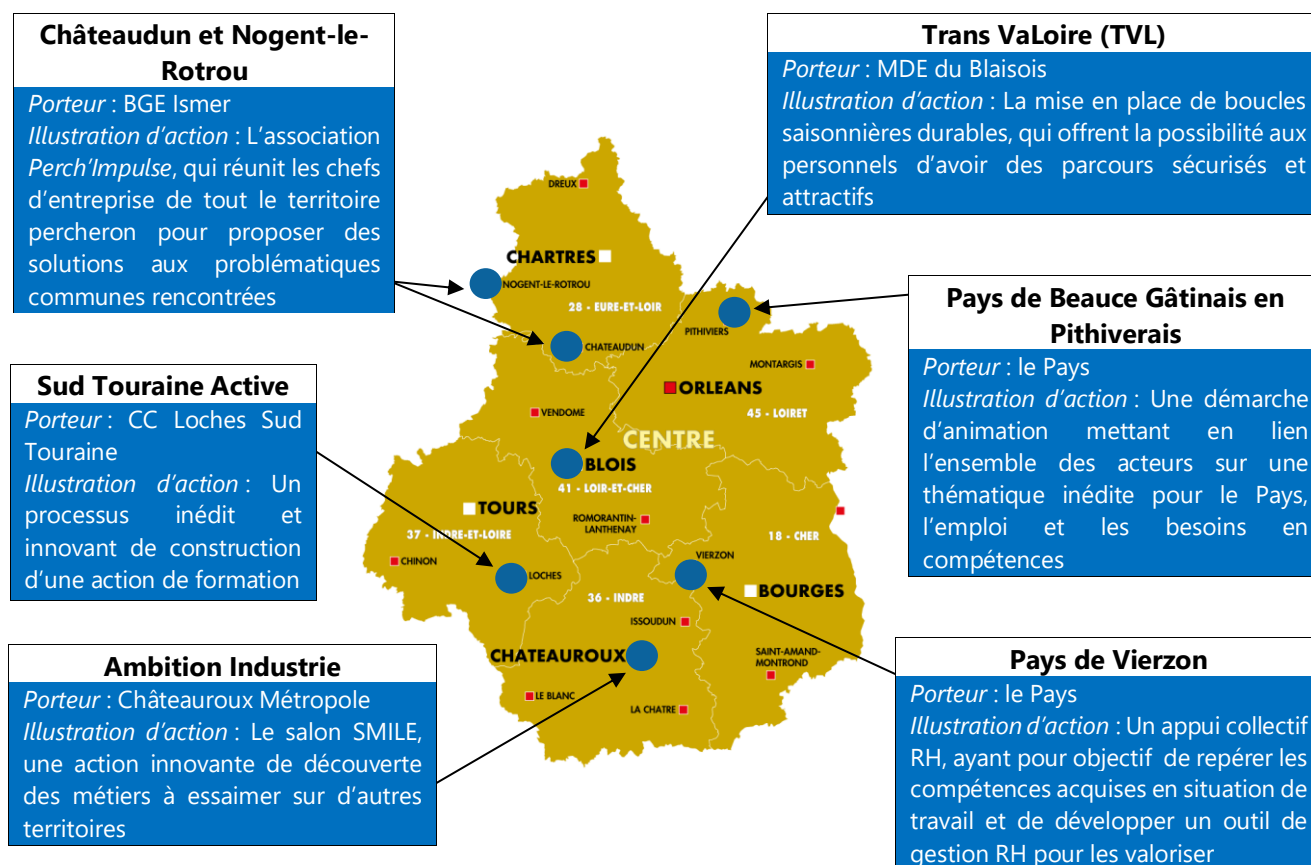 Châteaudun et Nogent-le-
Rotrou
Porteur : BGE Ismer
Illustration d'action : L'association
Perch'Impulse, qui réunit les chefs
d'entreprise de tout le territoire
percheron pour proposer des
solutions aux problématiques
communes rencontrées
Trans VaLoire (TVL)
Porteur : MDE du Blaisois
Illustration d'action : La mise en place de boucles
saisonnières durables, qui offrent la possibilité aux
personnels d'avoir des parcours sécurisés et
attractifs
Pays de Beauce Gâtinais en
Pithiverais
Porteur : le Pays
Illustration d'action : Une démarche
d'animation mettant en lien
l'ensemble des acteurs sur une
thématique inédite pour le Pays,
l'emploi et les besoins en
compétences
Sud Touraine Active
Porteur : CC Loches Sud
Touraine
Illustration d'action : Un
processus inédit et
innovant de construction
d'une action de formation
Ambition Industrie
Porteur : Châteauroux Métropole
Illustration d'action : Le salon SMILE,
une action innovante de découverte
des métiers à essaimer sur d'autres
territoires
Pays de Vierzon
Porteur : le Pays
Illustration d'action : Un appui collectif
RH, ayant pour objectif de repérer les
compétences acquises en situation de
travail et de développer un outil de
gestion RH pour les valoriser
DREUX
CHARTRES
NOGENT-LE-ROTROU
28 - EURE-ET-LOIR
PITHIVIERS
CHATEAUDUN
MONTARGIS
ORLEANS
VENDOME
45 - LOIRET
CENTRE
BLOIS
41 - LOIR-ET-CHER
TOURS
ROMORANTIN-
LANTHENAY
37 - INDRE-ET-LOIRE
18 - CHER
CHINON
VIERZON
LOCHES
BOURGES
36 - INDRE
ISSOUDUN
CHATEAUROUX
SAINT-AMAND-
MONTROND
LE BLANC
LA CHATRE